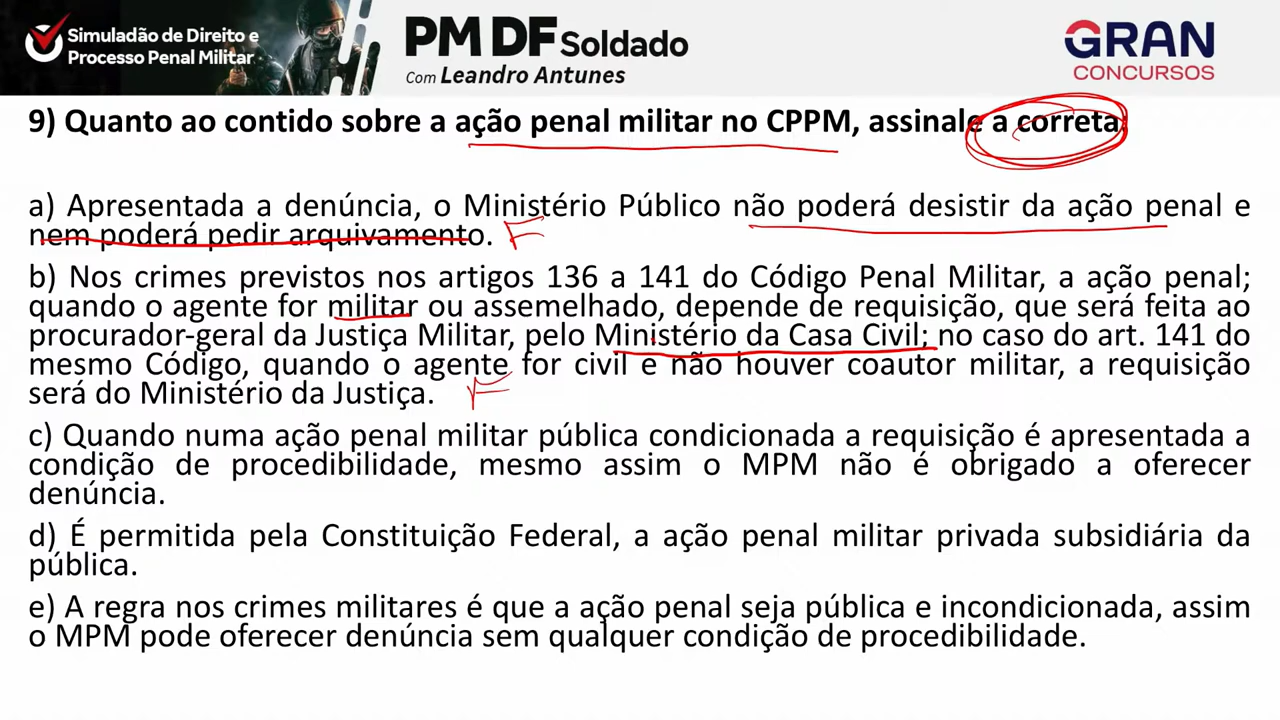 Simuladão de Direito e
Processo Penal Militar
PM DF Soldado
Com Leandro Antunes
GRAN
CONCURSOS
9) Quanto ao contido sobre a ação penal militar no CPPM, assinale a correta:
a) Apresentada a denúncia, o Ministério Público não poderá desistir da ação penal e
nem poderá pedir arquivamento. F
b) Nos crimes previstos nos artigos 136 a 141 do Código Penal Militar, a ação penal;
quando o agente for militar ou assemelhado, depende de requisição, que será feita ao
procurador-geral da Justiça Militar, pelo Ministério da Casa Civil; no caso do art. 141 do
mesmo Código, quando o agente for civil e não houver coautor militar, a requisição
será do Ministério da Justiça. F
c) Quando numa ação penal militar pública condicionada a requisição é apresentada a
condição de procedibilidade, mesmo assim o MPM não é obrigado a oferecer
denúncia.
d) É permitida pela Constituição Federal, a ação penal militar privada subsidiária da
pública.
e) A regra nos crimes militares é que a ação penal seja pública e incondicionada, assim
o MPM pode oferecer denúncia sem qualquer condição de procedibilidade.